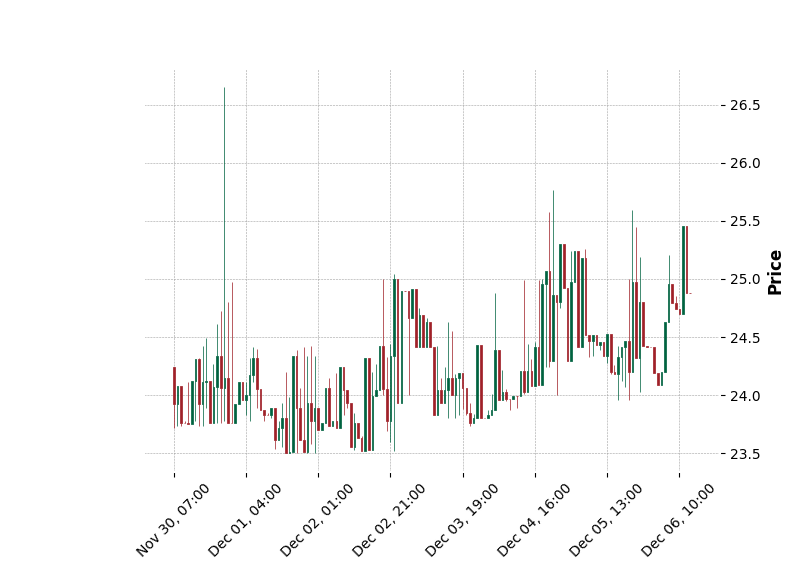 26.5
26.0
25.5
25.0
24.5
24.0
23.5
Price
Nov 30, 07:00
Dec 01, 04:00
Dec 02, 01:00
Dec 02, 21:00
Dec 03, 19:00
Dec 04, 16:00
Dec 05, 13:00
Dec 06, 10:00